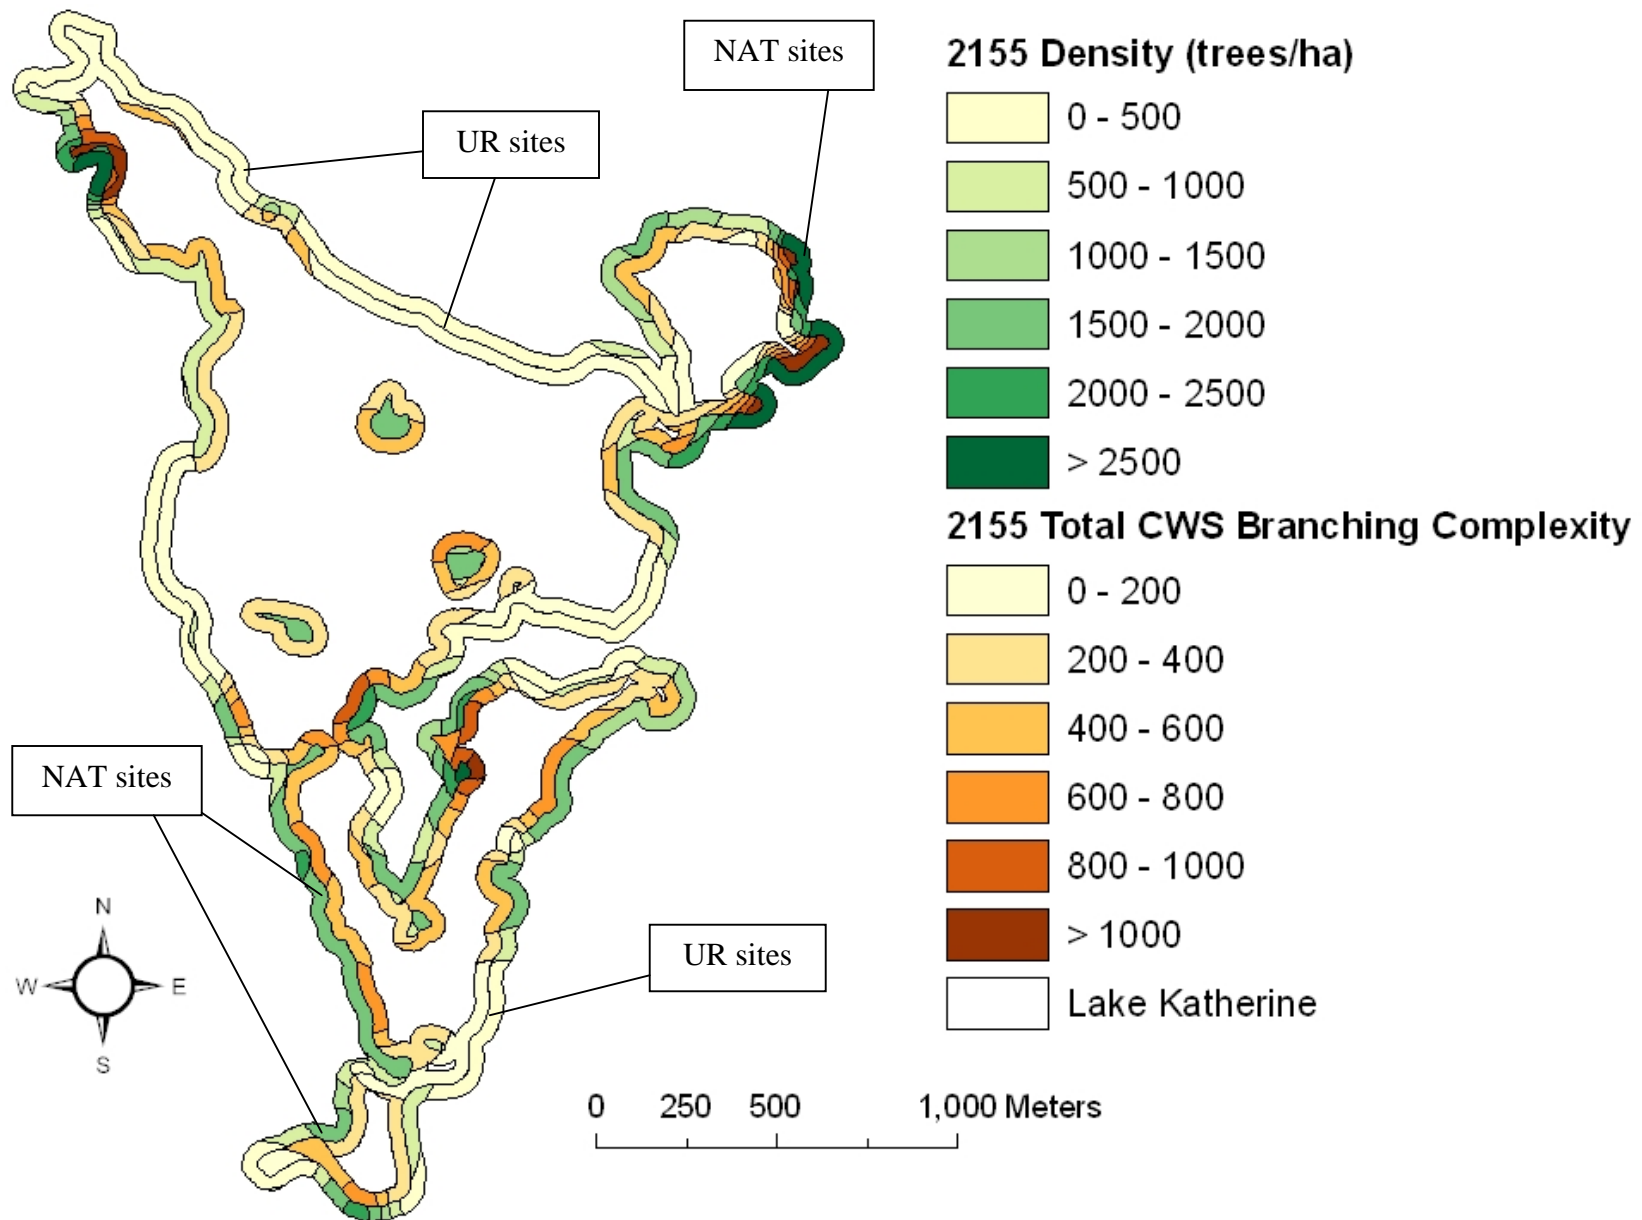 NAT sites
UR sites
2155 Density (trees/ha)
0 - 500
500 - 1000
1000 - 1500
1500 - 2000
2000 - 2500
> 2500
2155 Total CWS Branching Complexity
0 - 200
200 - 400
400 - 600
600 - 800
800 - 1000
> 1000
Lake Katherine
NAT sites
UR sites
N
W
E
S
0 250 500 1,000 Meters